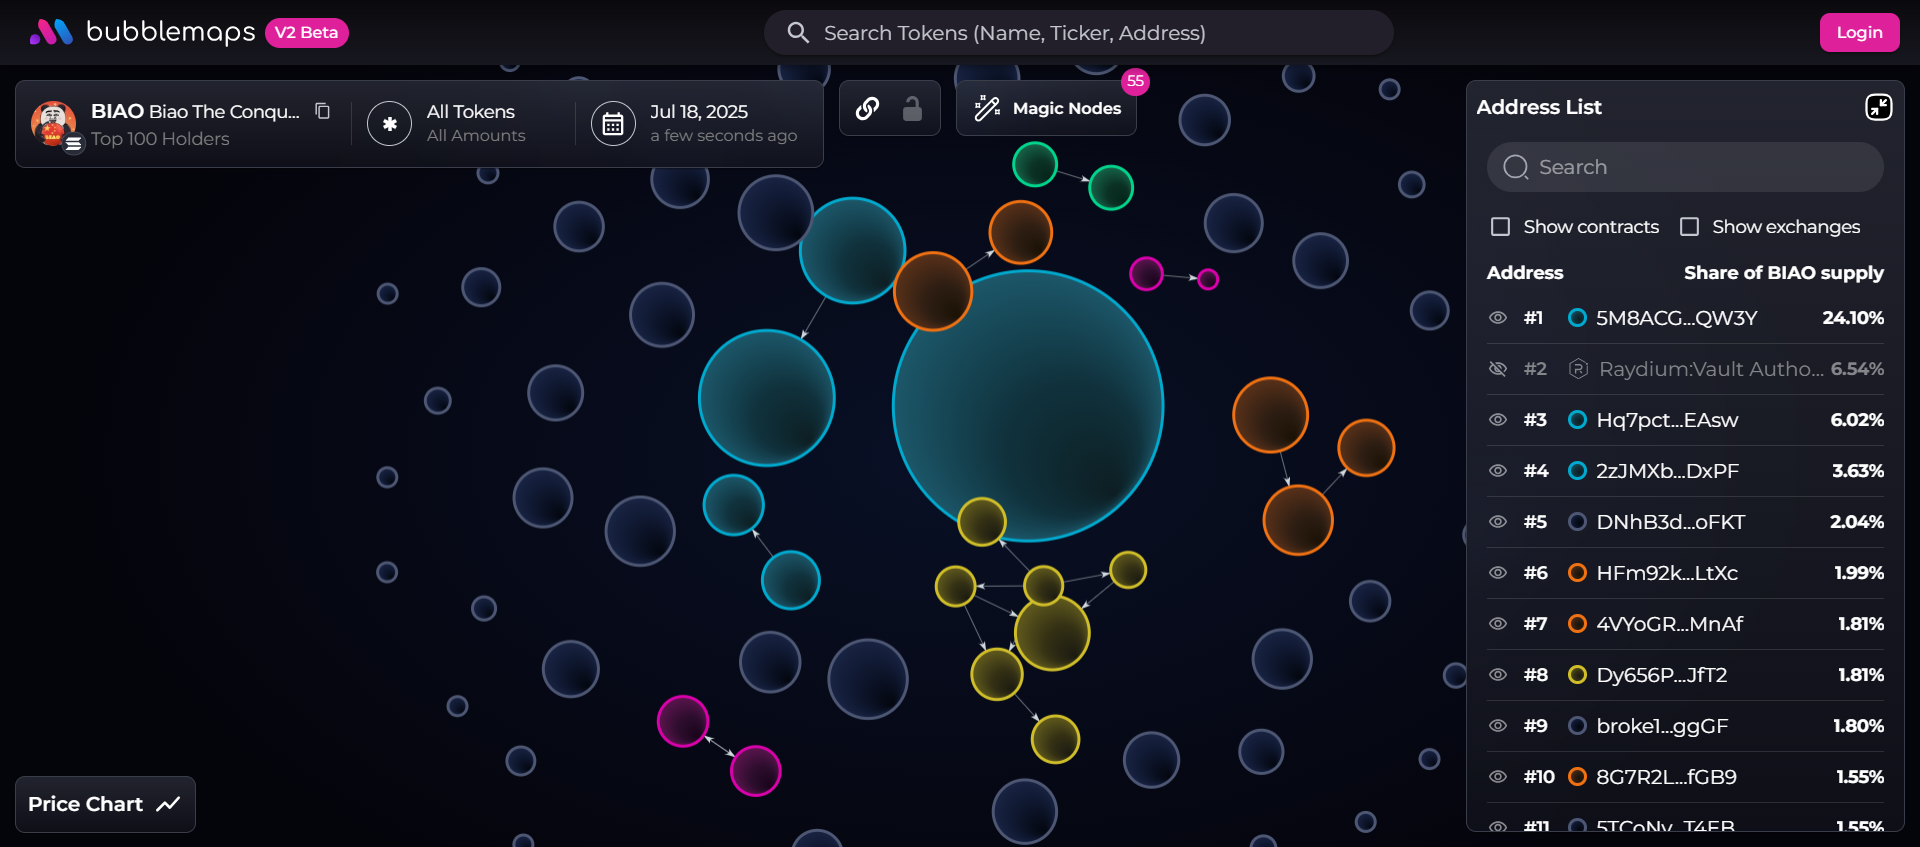 bubblemaps V2 Beta
Search Tokens (Name, Ticker, Address)
Login
BIAO Biao The Conqu...
Top 100 Holders
All Tokens
All Amounts
Jul 18, 2025
a few seconds ago
Magic Nodes
55
Address List
Search
Show contracts Show exchanges
Address Share of BIAO supply
#1 5M8ACG...QW3Y 24.10%
#2 Raydium:Vault Autho... 6.54%
#3 Hq7pct...EAsw 6.02%
#4 2zJMXb...DxPF 3.63%
#5 DNhB3d...oFKT 2.04%
#6 HFm92k...LtXc 1.99%
#7 4VYoGR...MnAf 1.81%
#8 Dy656P...JfT2 1.81%
#9 broke1...ggGF 1.80%
#10 8G7R2L...fGB9 1.55%
#11 1.55%
Price Chart